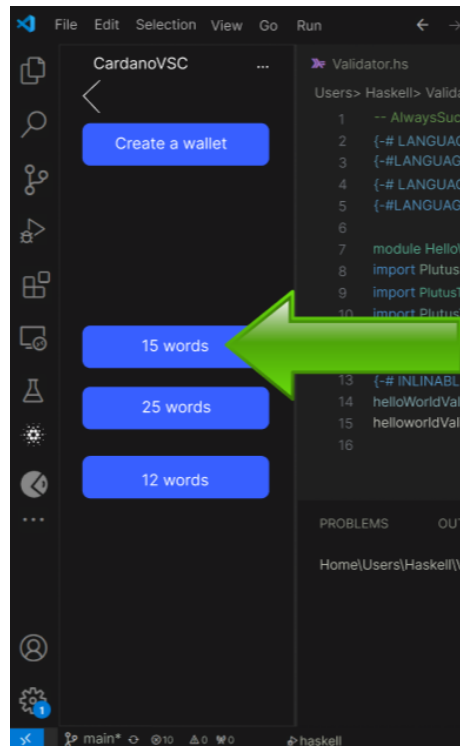 File Edit Selection View Go Run
CardanoVSC ...
Create a wallet
15 words
25 words
12 words
Validator.hs
Users> Haskell> Valida
1 -- AlwaysSuc
2 {-# LANGUAG
3 {-#LANGUAG
4 {-# LANGUAG
5 {-#LANGUAG
6
7 module HelloW
8 import Plutus
9 import PlutusT
10 import Plutus
13 {-# INLINABL
14 helloWorldVal
15 helloworldVal
16
PROBLEMS OU
Home\Users\Haskell\V
1
main* 10 0 0 haskell